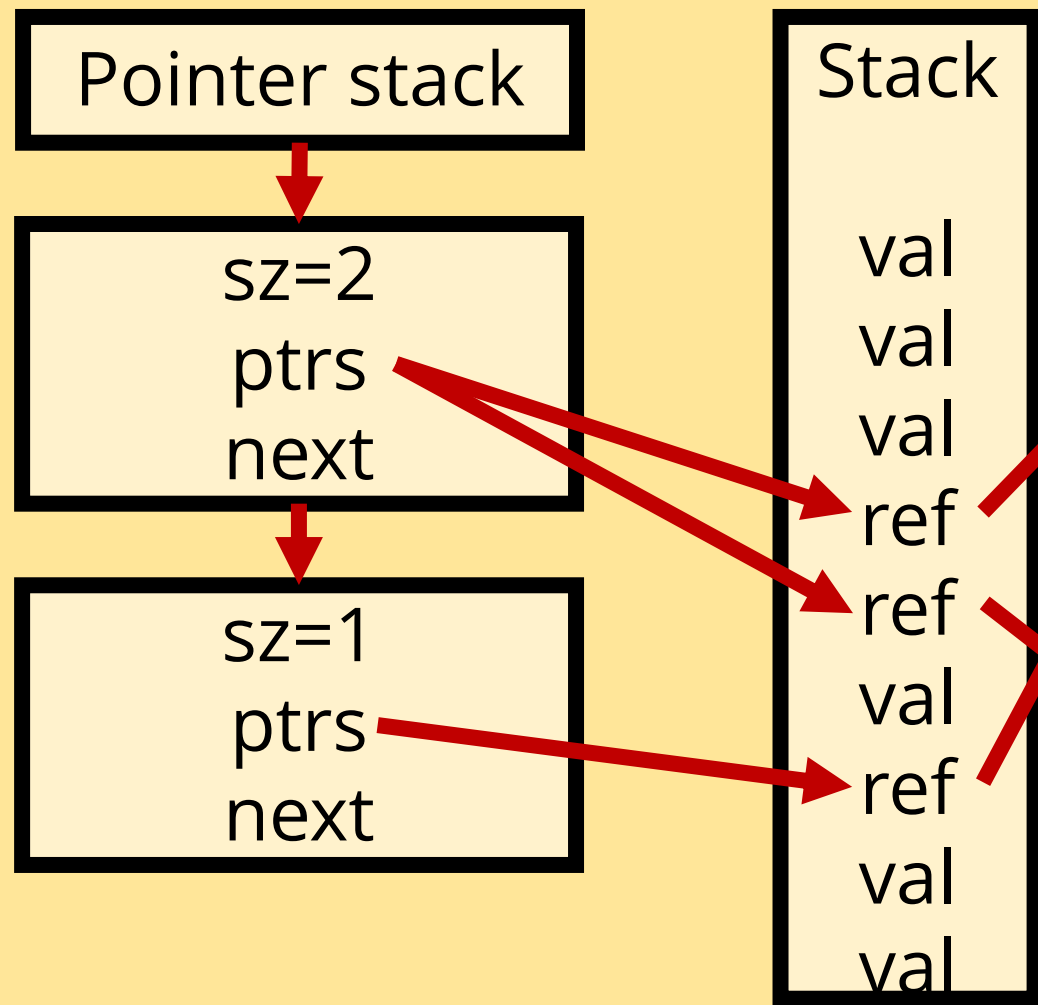 Pointer stack
sz=2
ptrs
next
sz=1
ptrs
next
Stack
val
val
val
ref
ref
val
ref
val
val